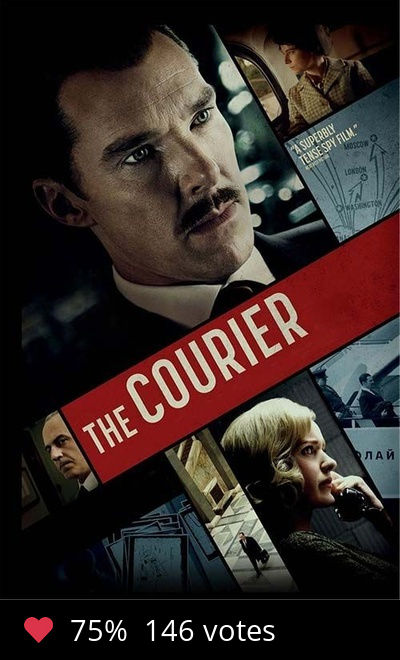 "A SUPERBLY
TENSE SPY FILM."
MOSCOW
LONDON
WASHINGTON
THE COURIER
ОЛАЙ
75% 146 votes